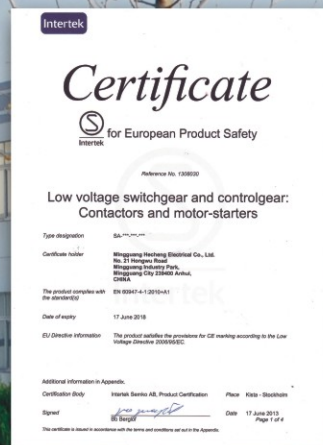 Intertek
Certificate
S
Intertek
for European Product Safety
Reference No. 1308030
Low voltage switchgear and controlgear:
Contactors and motor-starters
Type designation SA-***-***-***
Certificate holder Mingguang Hecheng Electrical Co., Ltd.
No. 21 Hongwu Road
Mingguang Industry Park,
Mingguang City 239400 Anhui,
CHINA
The product complies with the standard(s) EN 60947-4-1:2010+A1
Date of expiry 17 June 2018
EU Directive information The product satisfies the provisions for CE marking according to the Low
Voltage Directive 2006/95/EC.
Additional information in Appendix.
Certification Body Intertek Semko AB, Product Certification Place Kista - Stockholm
Signed Bo Berglöf Date 17 June 2013
Page 1 of 4
This certificate is issued in accordance with the terms and conditions set out in the Appendix.